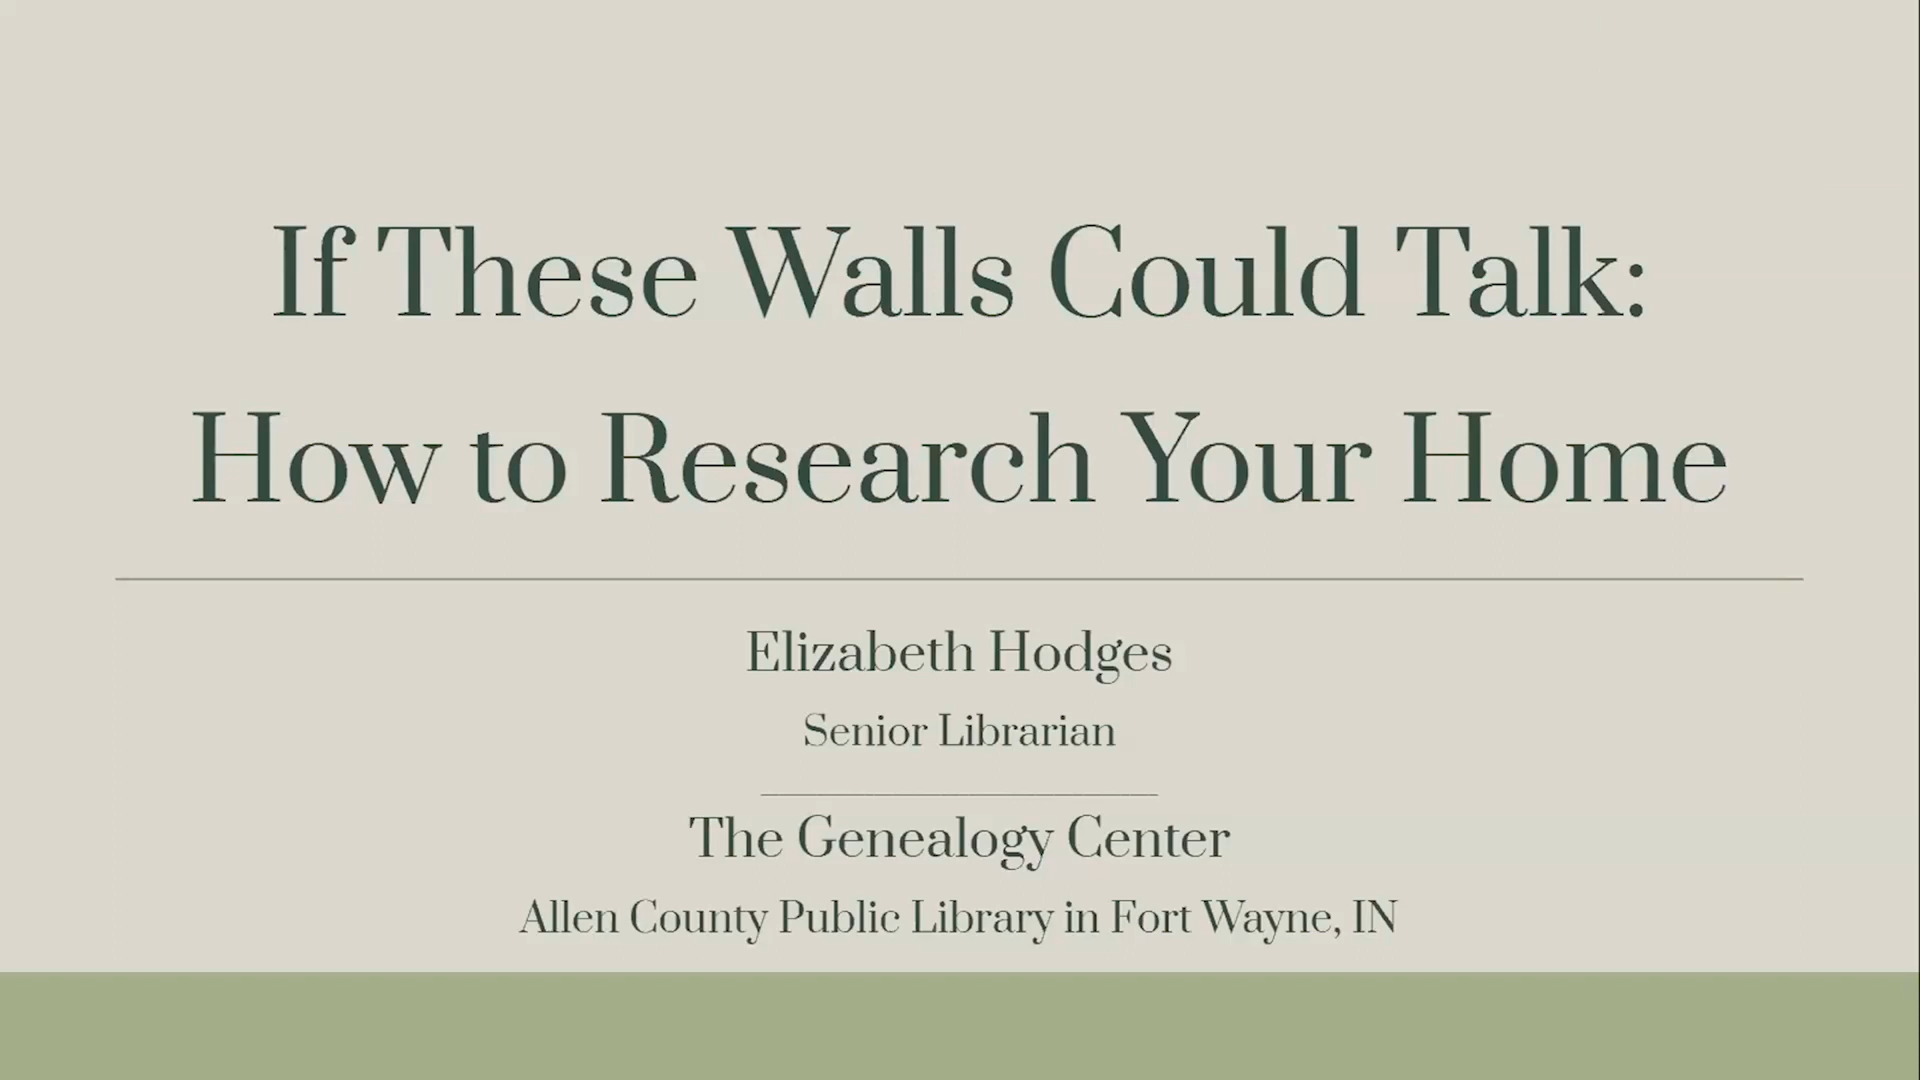 If These Walls Could Talk:
How to Research Your Home
Elizabeth Hodges
Senior Librarian
The Genealogy Center
Allen County Public Library in Fort Wayne, IN